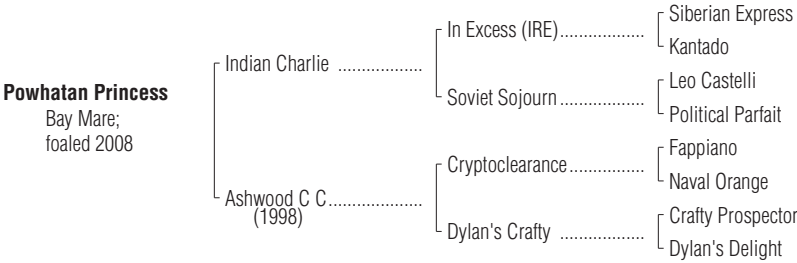 Siberian Express
In Excess (IRE)..................
Kantado
Indian Charlie ..................
Leo Castelli
Soviet Sojourn..................
Political Parfait
Powhatan Princess
Bay Mare;
foaled 2008
Fappiano
Cryptoclearance................
Naval Orange
Ashwood C C....................
(1998)
Crafty Prospector
Dylan's Crafty ..................
Dylan's Delight